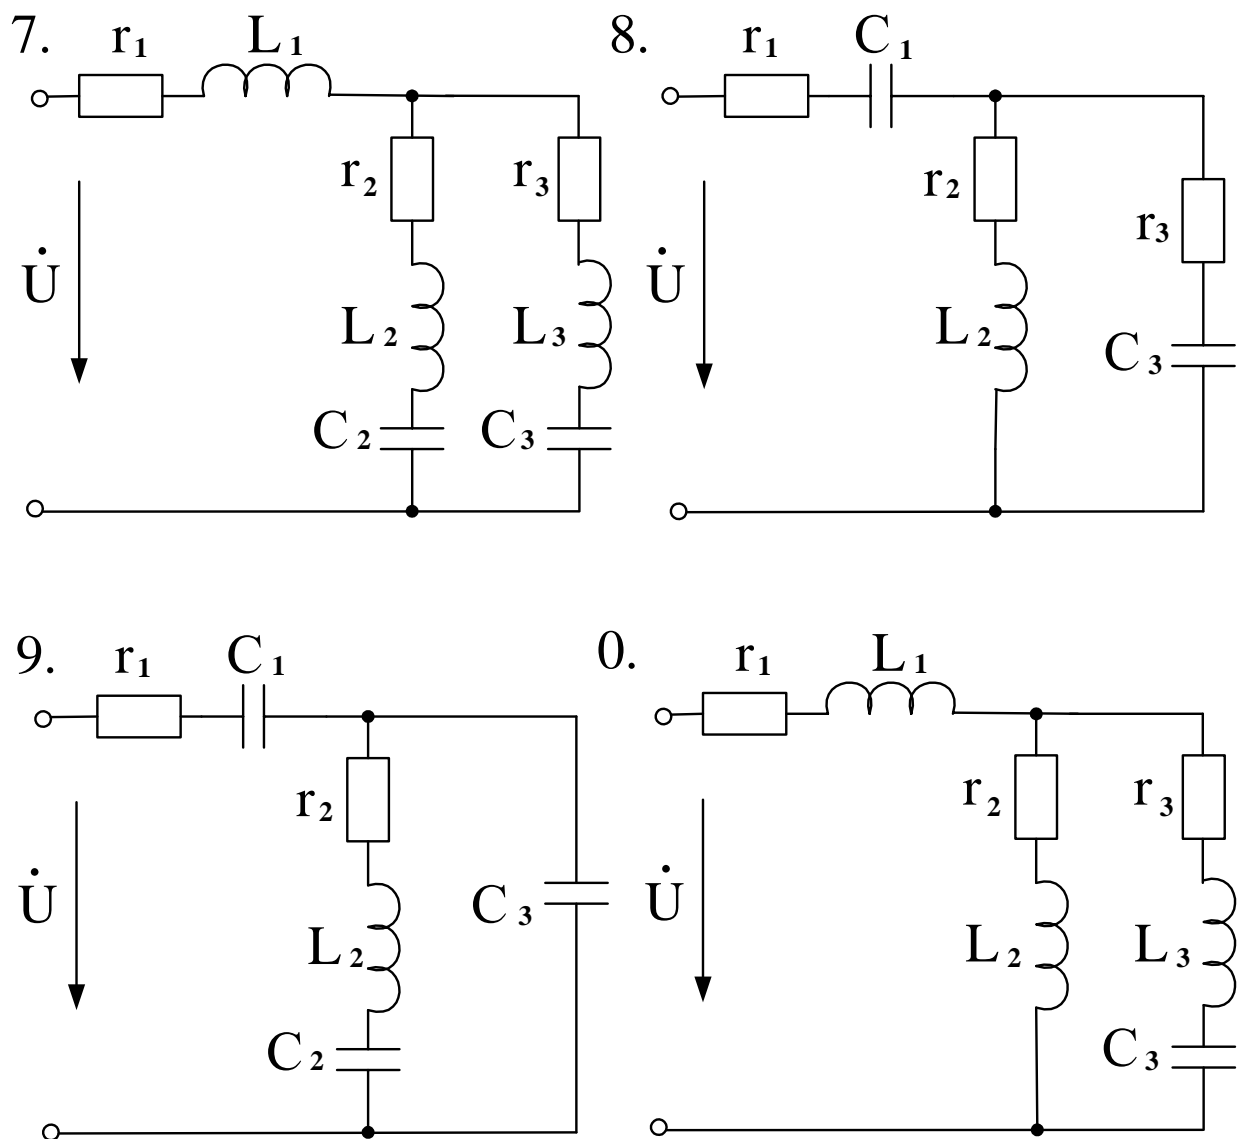 7. r₁ L₁
r₂ r₃
U̇
L₂ L₃
C₂ C₃
8. r₁ C₁
r₂
r₃
U̇
L₂
C₃
9. r₁ C₁
r₂
U̇
C₃
L₂
C₂
0. r₁ L₁
r₂ r₃
U̇
L₂ L₃
C₃